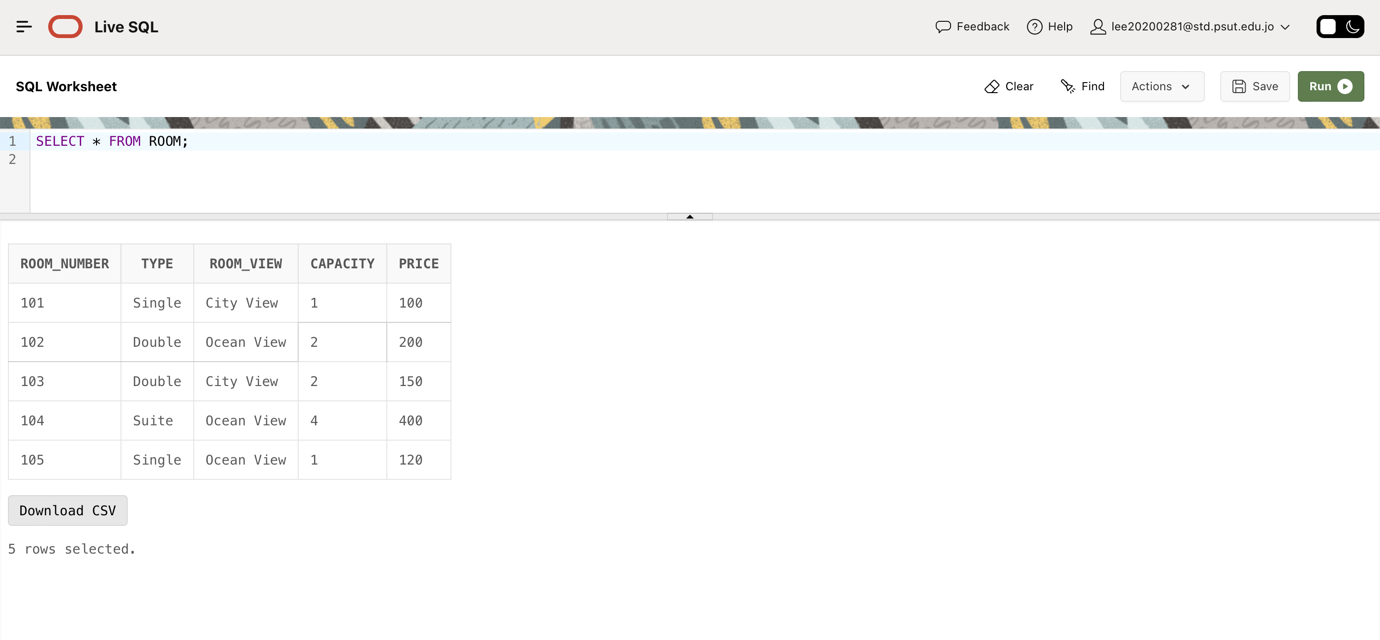 Live SQL Feedback Help lee20200281@std.psut.edu.jo
SQL Worksheet Clear Find Actions Save Run
1 SELECT * FROM ROOM;
2
ROOM_NUMBER TYPE ROOM_VIEW CAPACITY PRICE
101 Single City View 1 100
102 Double Ocean View 2 200
103 Double City View 2 150
104 Suite Ocean View 4 400
105 Single Ocean View 1 120
Download CSV
5 rows selected.